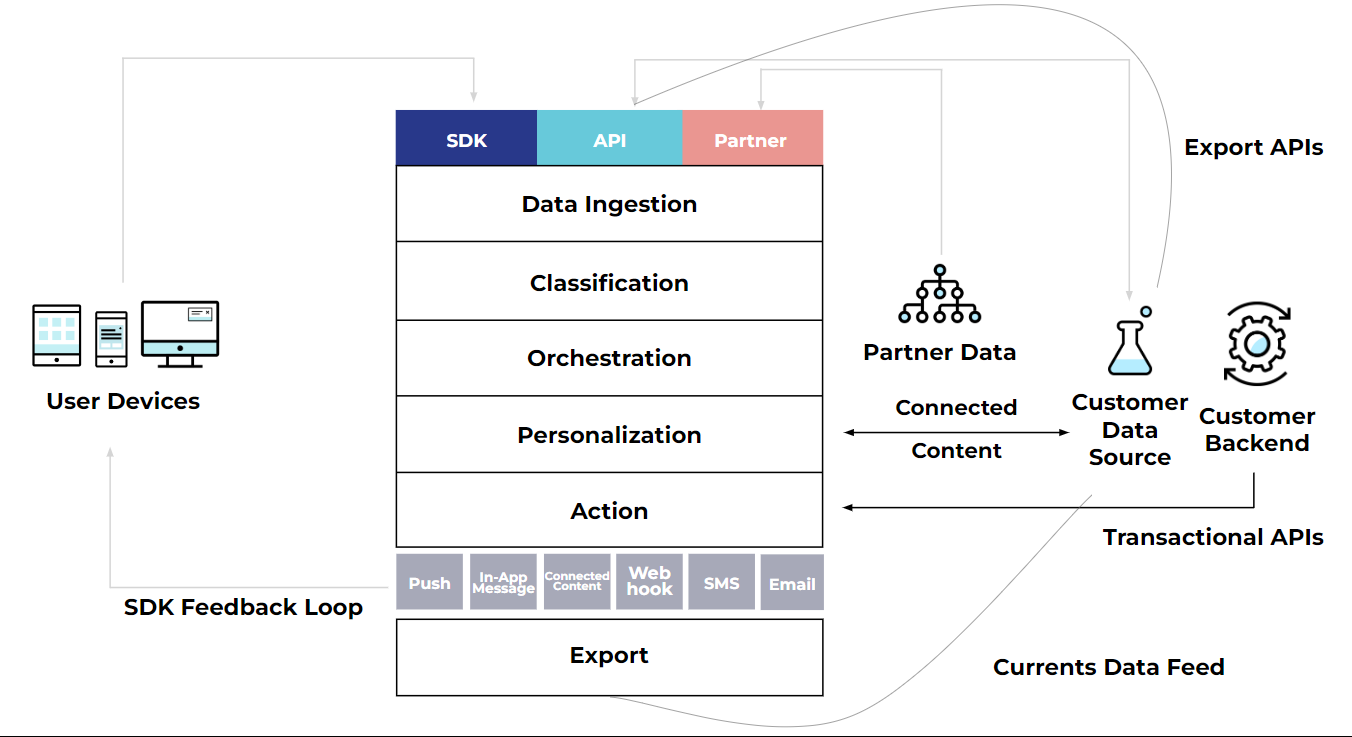 SDK
API
Partner
Export APIs
Data Ingestion
Classification
Orchestration
Personalization
Action
User Devices
Partner Data
Connected
Content
Customer
Data
Source
Customer
Backend
Transactional APIs
Push
In-App
Message
Connected
Content
Web
hook
SMS
Email
SDK Feedback Loop
Export
Currents Data Feed